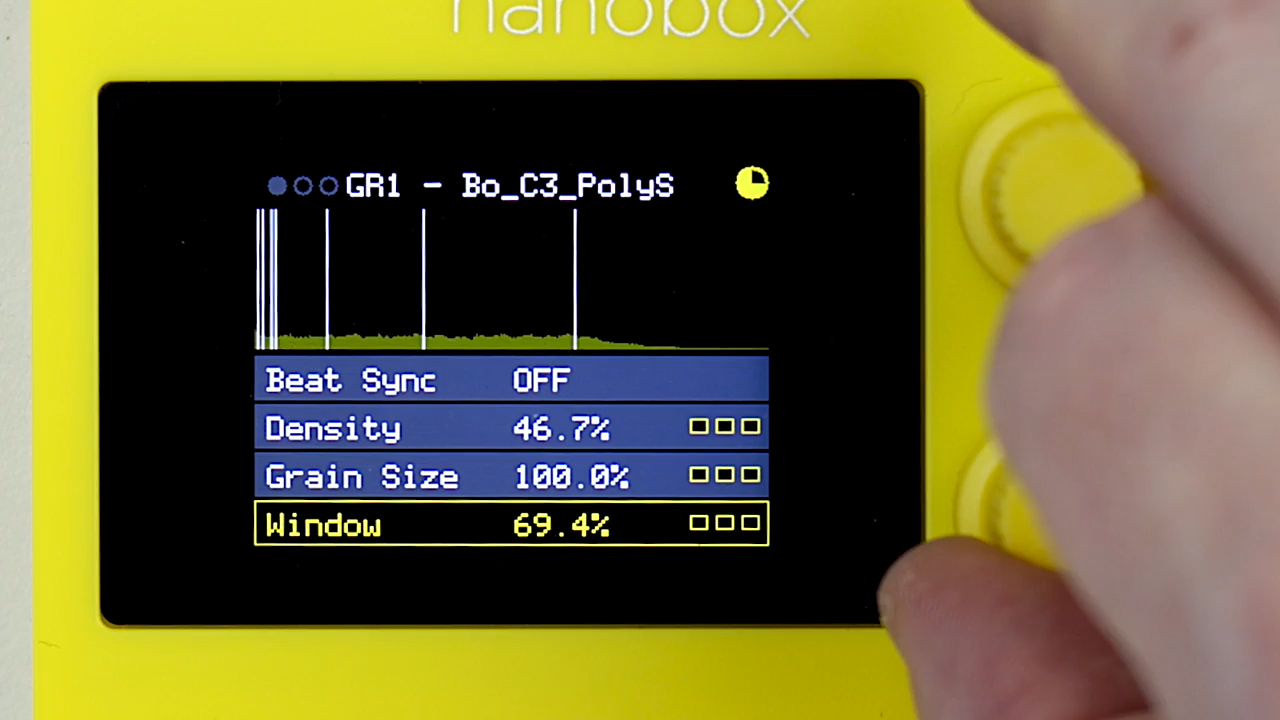 nanobox
GR1 - Bo_C3_PolyS
Beat Sync OFF
Density 46.7%
Grain Size 100.0%
Window 69.4%